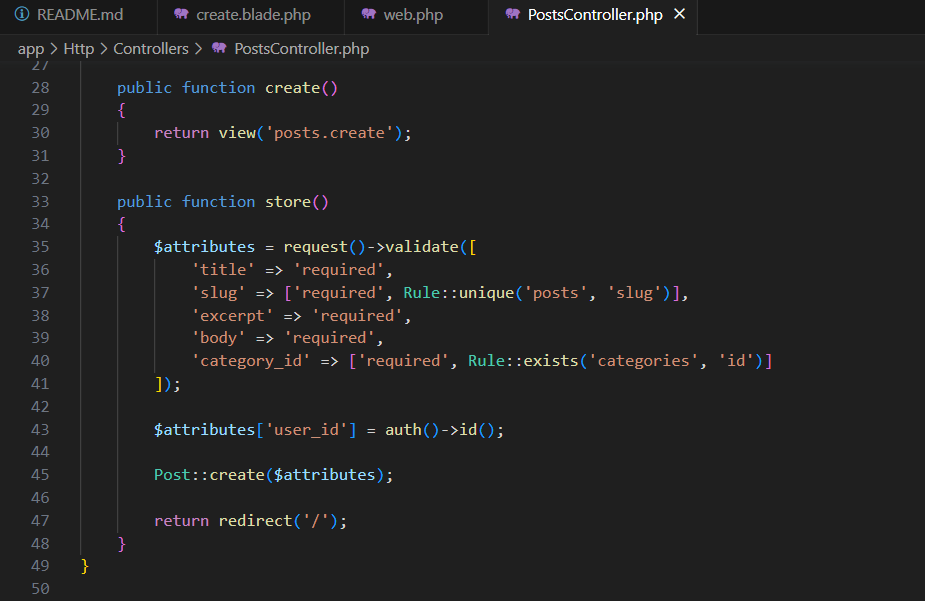 README.md create.blade.php web.php PostsController.php ✕
app > Http > Controllers > PostsController.php
27
28 public function create()
29 {
30 return view('posts.create');
31 }
32
33 public function store()
34 {
35 $attributes = request()->validate([
36 'title' => 'required',
37 'slug' => ['required', Rule::unique('posts', 'slug')],
38 'excerpt' => 'required',
39 'body' => 'required',
40 'category_id' => ['required', Rule::exists('categories', 'id')]
41 ]);
42
43 $attributes['user_id'] = auth()->id();
44
45 Post::create($attributes);
46
47 return redirect('/');
48 }
49 }
50